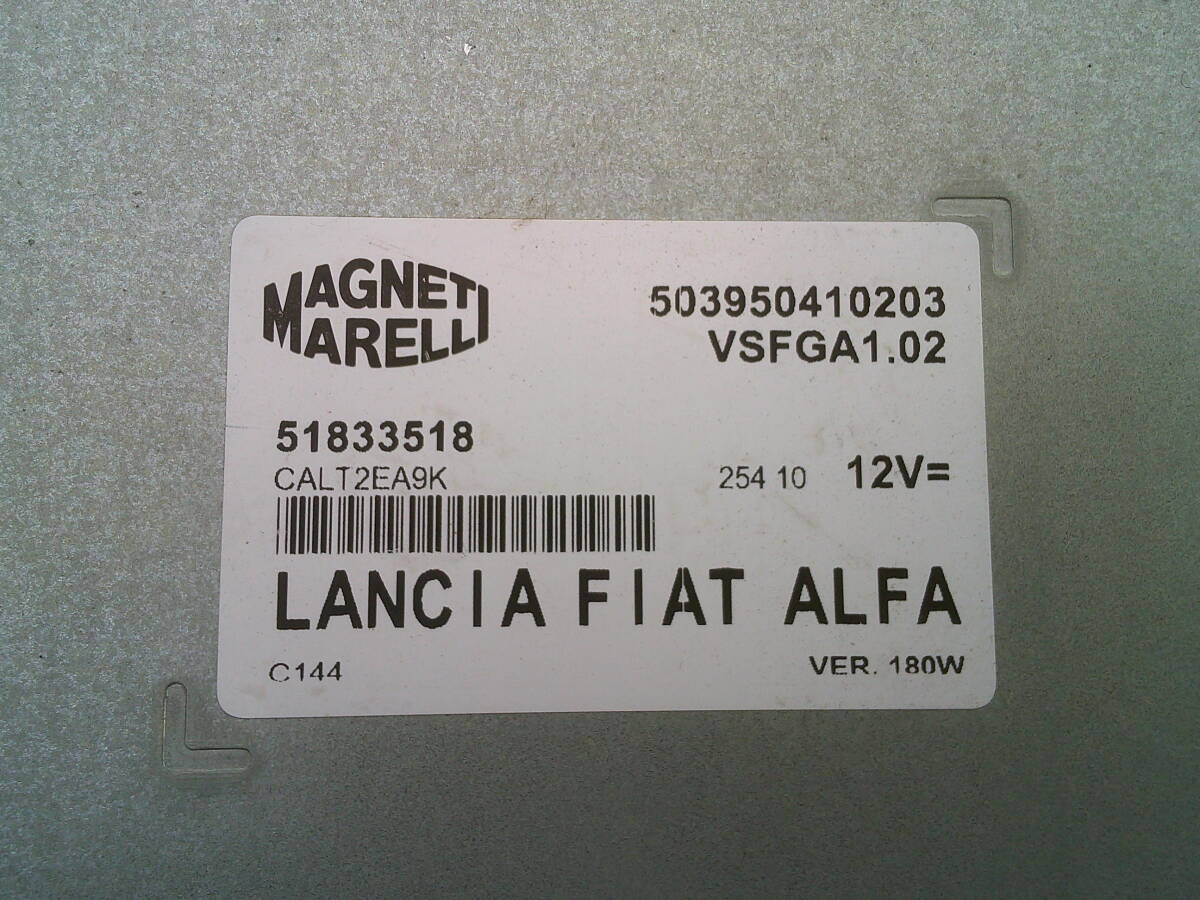 MAGNETI
MARELLI
503950410203
VSFGA1.02
51833518
CALT2EA9K
254 10 12V=
LANCIA FIAT ALFA
C144
VER. 180W